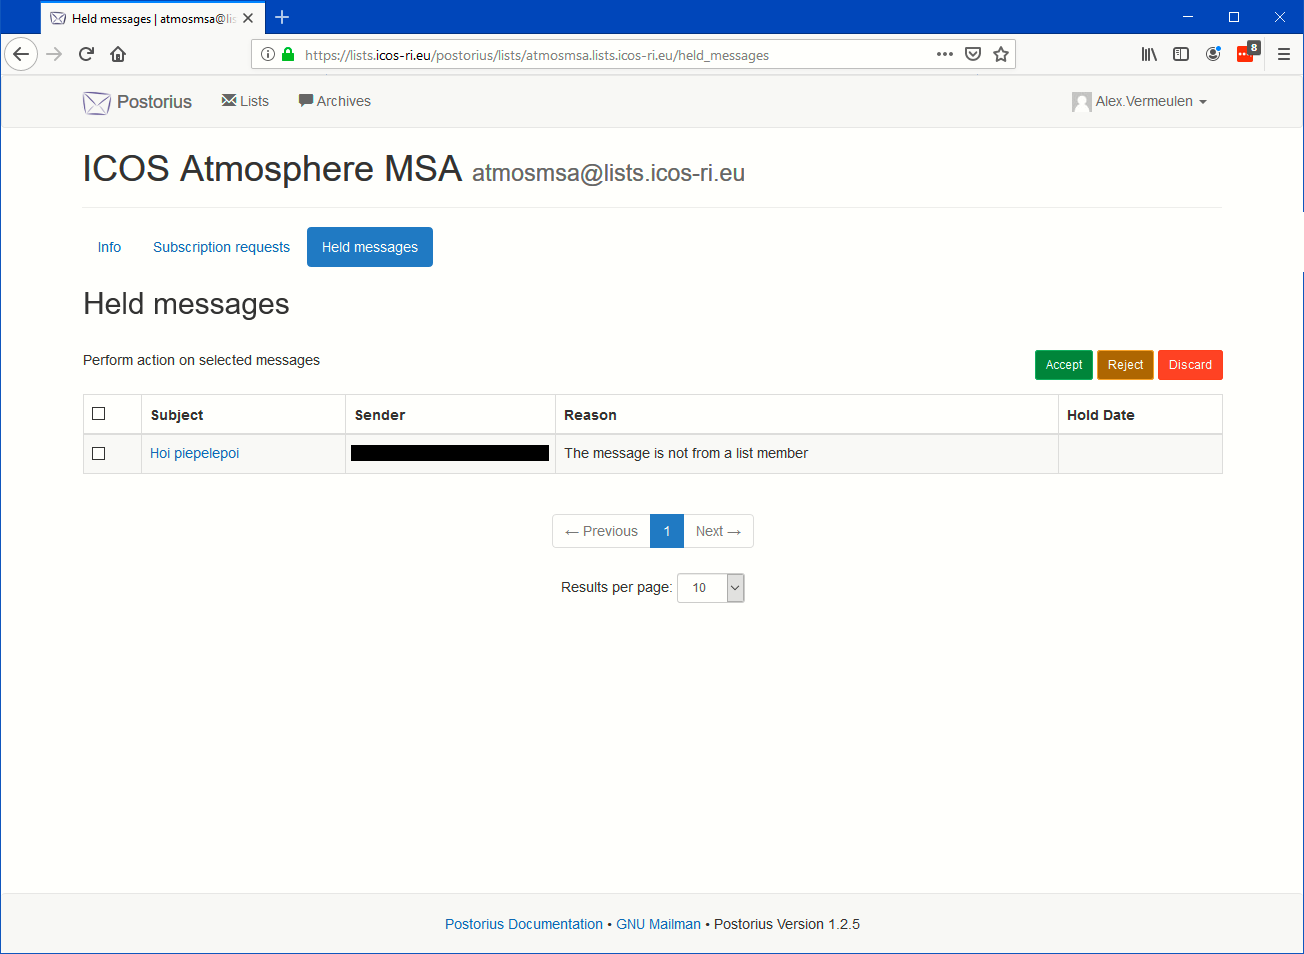 Held messages | atmosmsa@lis
https://lists.icos-ri.eu/postorius/lists/atmosmsa.lists.icos-ri.eu/held_messages
8
Postorius Lists Archives Alex.Vermeulen
ICOS Atmosphere MSA atmosmsa@lists.icos-ri.eu
Info Subscription requests Held messages
Held messages
Perform action on selected messages Accept Reject Discard
Subject Sender Reason Hold Date
Hoi piepelepoi The message is not from a list member
← Previous 1 Next →
Results per page: 10
Postorius Documentation • GNU Mailman • Postorius Version 1.2.5